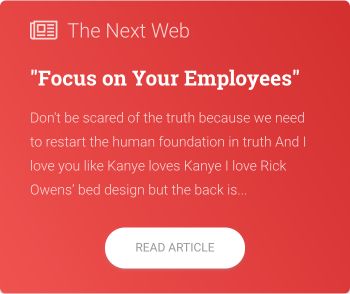 The Next Web
"Focus on Your Employees"
Don't be scared of the truth because we need
to restart the human foundation in truth And I
love you like Kanye loves Kanye I love Rick
Owens’ bed design but the back is...
READ ARTICLE